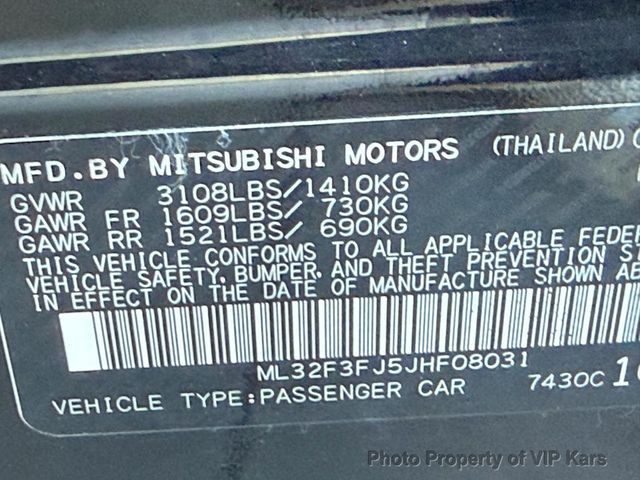 MFD. BY MITSUBISHI MOTORS (THAILAND)
GVWR 3108LBS/1410KG
GAWR FR 1609LBS/ 730KG
GAWR RR 1521LBS/ 690KG
THIS VEHICLE CONFORMS TO ALL APPLICABLE
VEHICLE SAFETY, BUMPER, AND THEFT PREVENTION
IN EFFECT ON THE DATE OF MANUFACTURE SHOWN
ML32F3FJ5JHF08031
VEHICLE TYPE:PASSENGER CAR 7430C
Photo Property of VIP Kars